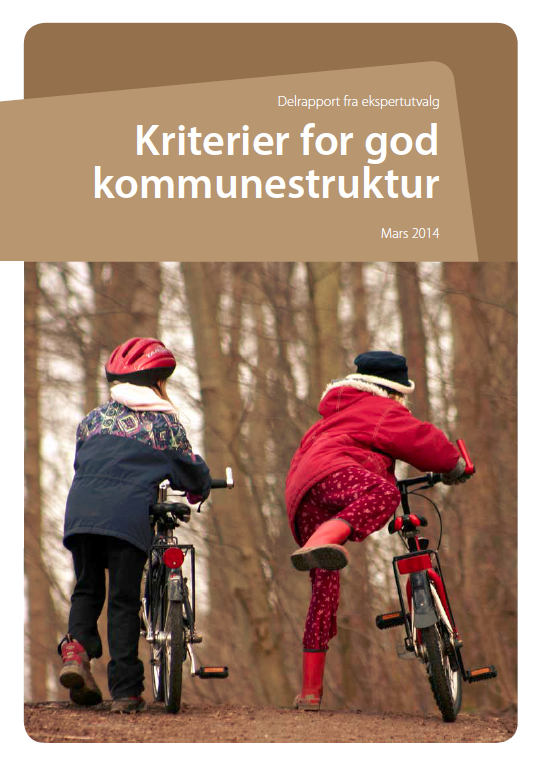 Delrapport fra ekspertutvalg
Kriterier for god
kommunestruktur
Mars 2014